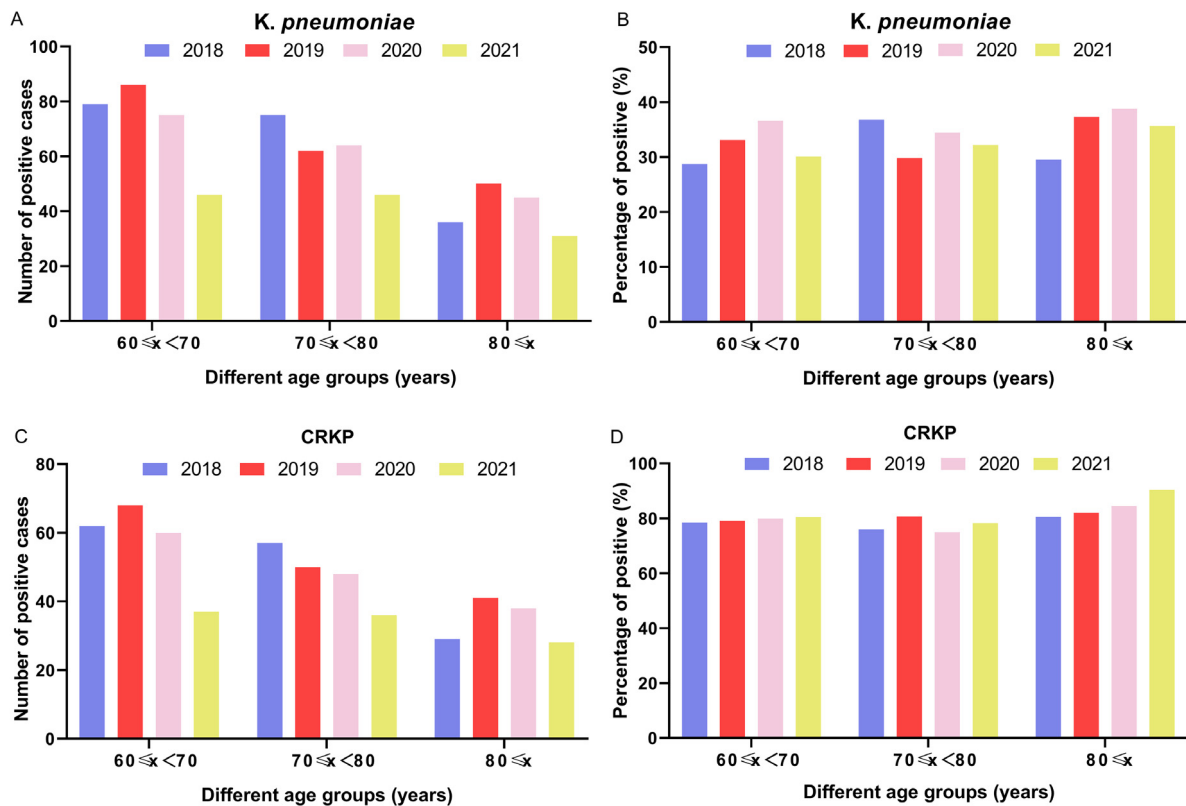 A
K. pneumoniae
2018 2019 2020 2021
Number of positive cases
100
80
60
40
20
0
60≤x<70 70≤x<80 80≤x
Different age groups (years)
B
K. pneumoniae
2018 2019 2020 2021
Percentage of positive (%)
50
40
30
20
10
0
60≤x<70 70≤x<80 80≤x
Different age groups (years)
C
CRKP
2018 2019 2020 2021
Number of positive cases
80
60
40
20
0
60≤x<70 70≤x<80 80≤x
Different age groups (years)
D
CRKP
2018 2019 2020 2021
Percentage of positive (%)
100
80
60
40
20
0
60≤x<70 70≤x<80 80≤x
Different age groups (years)